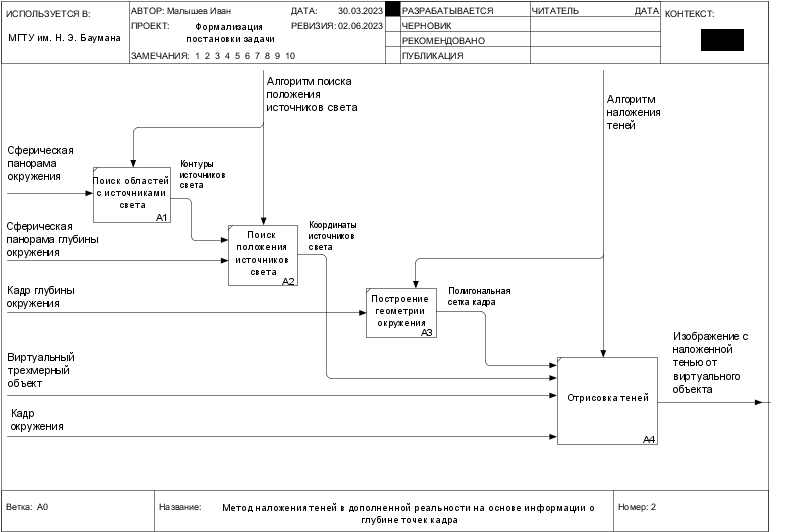 ИСПОЛЬЗУЕТСЯ В:
МГТУ им. Н. Э. Баумана
АВТОР: Малышев Иван
ДАТА: 30.03.2023
ПРОЕКТ: Формализация
постановки задачи
РЕВИЗИЯ: 02.06.2023
ЗАМЕЧАНИЯ: 1 2 3 4 5 6 7 8 9 10
РАЗРАБАТЫВАЕТСЯ
ЧЕРНОВИК
РЕКОМЕНДОВАНО
ПУБЛИКАЦИЯ
ЧИТАТЕЛЬ ДАТА
КОНТЕКСТ:
Алгоритм поиска
положения
источников света
Алгоритм
наложения
теней
Сферическая
панорама
окружения
Поиск областей
с источниками
света
A1
Контуры
источников
света
Сферическая
панорама глубины
окружения
Поиск
положения
источников
света
A2
Координаты
источников
света
Кадр глубины
окружения
Построение
геометрии
окружения
A3
Полигональная
сетка кадра
Виртуальный
трехмерный
объект
Кадр
окружения
Отрисовка теней
A4
Изображение с
наложенной
тенью от
виртуального
объекта
Ветка: A0
Название: Метод наложения теней в дополненной реальности на основе информации о
глубине точек кадра
Номер: 2